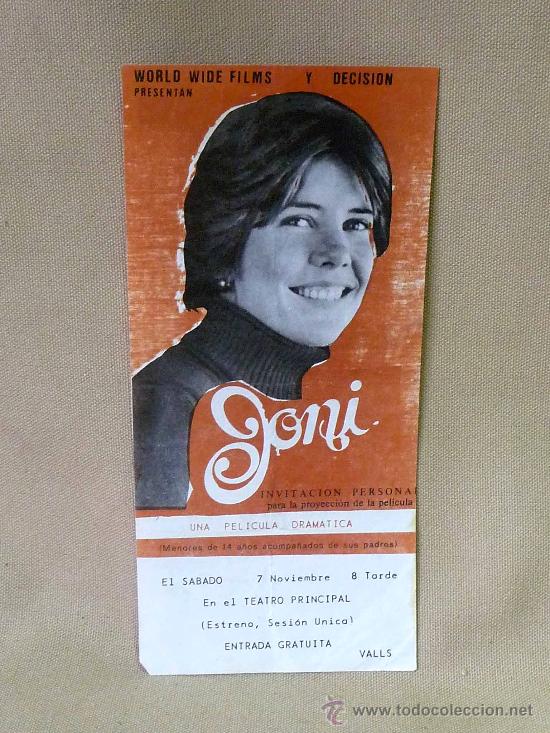 WORLD WIDE FILMS Y DECISION
PRESENTAN
Joni
INVITACION PERSONAL
para la proyección de la película
UNA PELICULA DRAMATICA
(Menores de 14 años acompañados de sus padres)
El SABADO 7 Noviembre 8 Tarde
En el TEATRO PRINCIPAL
(Estreno, Sesión Unica)
ENTRADA GRATUITA
VALLS
todocoleccion
www.todocoleccion.net